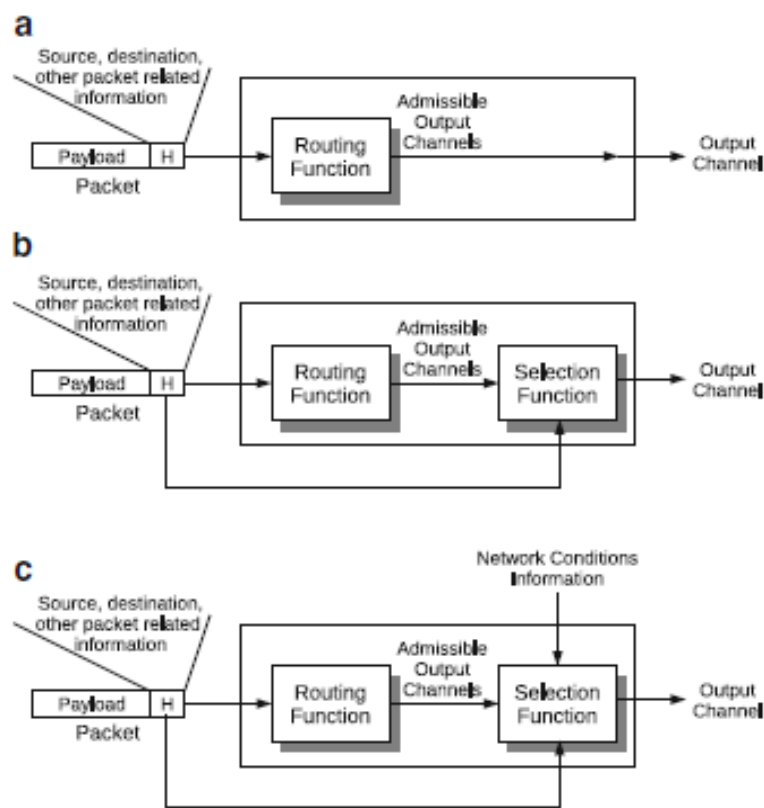 a
Source, destination,
other packet related
information
Payload H
Packet
Routing
Function
Admissible
Output
Channels
Output
Channel
b
Source, destination,
other packet related
information
Payload H
Packet
Routing
Function
Admissible
Output
Channels
Selection
Function
Output
Channel
c
Network Conditions
Information
Source, destination,
other packet related
information
Payload H
Packet
Routing
Function
Admissible
Output
Channels
Selection
Function
Output
Channel